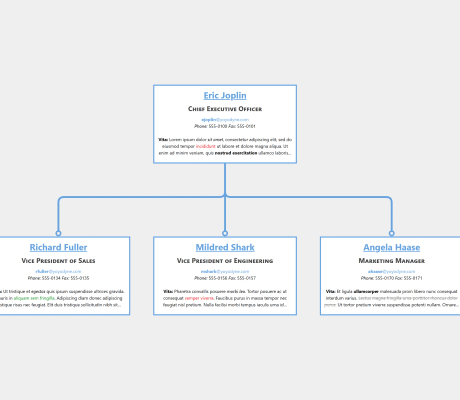 Eric Joplin
Chief Executive Officer
ejoplin@yoyodyne.com
Phone: 555-0100 Fax: 555-0101
Vita: Lorem ipsum dolor sit amet, consectetur adipiscing elit, sed do
eiusmod tempor incididunt ut labore et dolore magna aliqua. Ut
enim ad minim veniam, quis nostrud exercitation ullamco laboris...
Richard Fuller
Vice President of Sales
rfuller@yoyodyne.com
Phone: 555-0134 Fax: 555-0135
Ut tristique et egestas quis ipsum suspendisse ultrices gravida.
in aliquam sem fringilla. Adipiscing diam donec adipiscing
tristique risus nec feugiat. Elit duis tristique sollicitudin nibh sit...
Mildred Shark
Vice President of Engineering
mshark@yoyodyne.com
Phone: 555-0156 Fax: 555-0157
Vita: Pharetra convallis posuere morbi leo. Tortor posuere ac ut
consequat semper viverra. Faucibus purus in massa tempor nec
feugiat nisl pretium. Nulla facilisi morbi tempus iaculis urna id...
Angela Haase
Marketing Manager
ahaase@yoyodyne.com
Phone: 555-0170 Fax: 555-0171
Vita: Et ligula ullamcorper malesuada proin libero nunc consequat
interdum varius. 
Tortor vitae purus viverra suspendisse potenti nullam. Ornare...